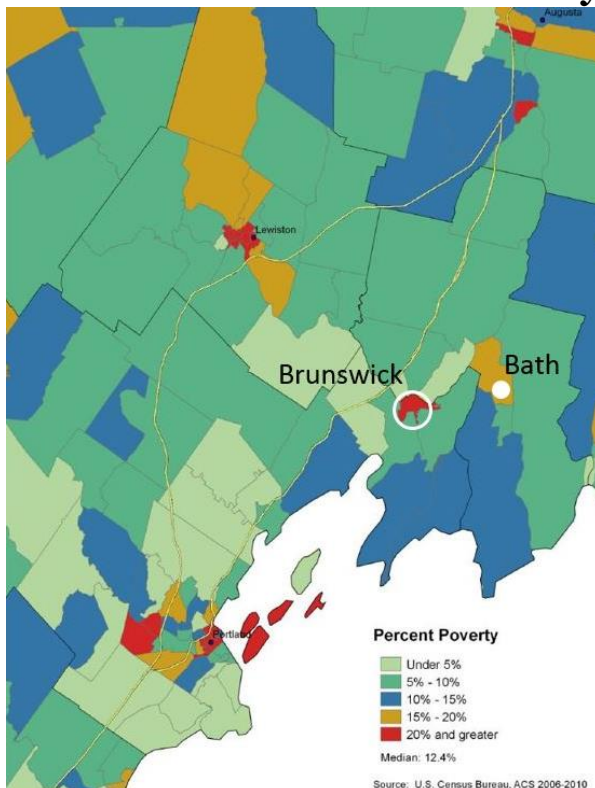 y
Augusta
Lewiston
Brunswick
Bath
Portland
Percent Poverty
Under 5%
5% - 10%
10% - 15%
15% - 20%
20% and greater
Median: 12.4%
Source: U.S. Census Bureau, ACS 2006-2010